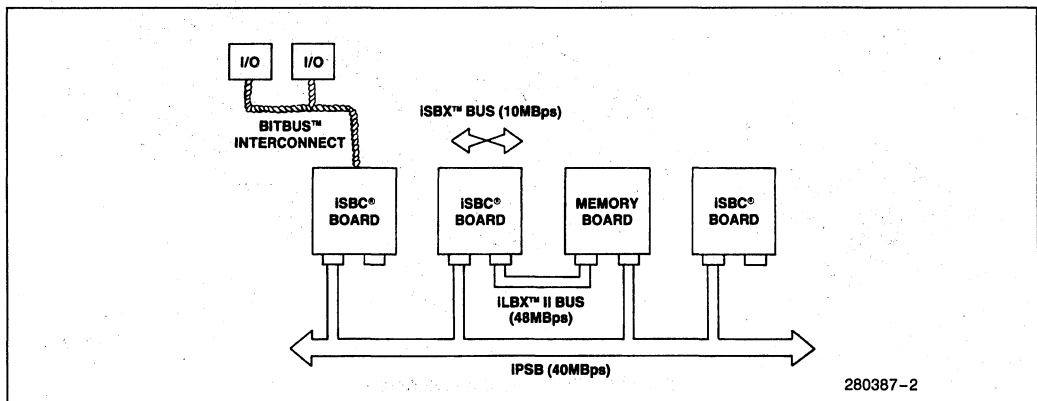 I/O
I/O
BITBUS™
INTERCONNECT
iSBX™ BUS (10MBps)
iSBC®
BOARD
iSBC®
BOARD
MEMORY
BOARD
iSBC®
BOARD
iLBX™ II BUS
(48MBps)
iPSB (40MBps)
280387-2